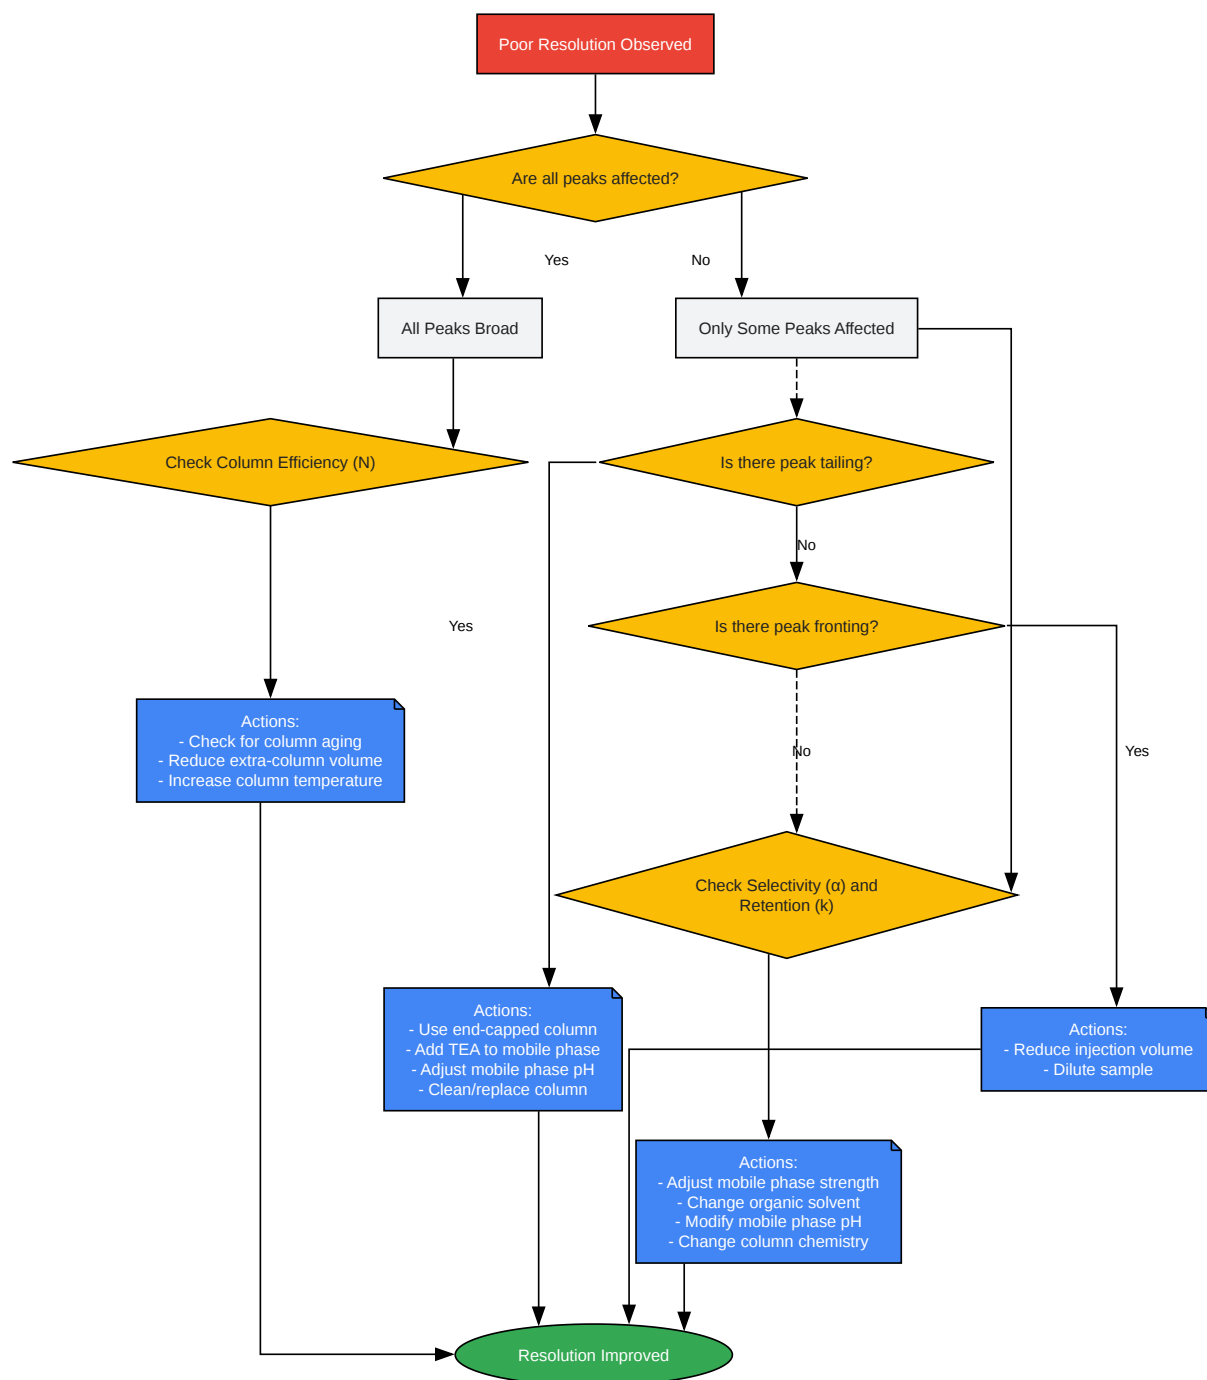 Poor Resolution Observed
Are all peaks affected?
Yes
No
All Peaks Broad
Only Some Peaks Affected
Check Column Efficiency (N)
Is there peak tailing?
No
Yes
Is there peak fronting?
Actions:
- Check for column aging
- Reduce extra-column volume
- Increase column temperature
No
Yes
Check Selectivity (α) and
Retention (k)
Actions:
- Use end-capped column
- Add TEA to mobile phase
- Adjust mobile phase pH
- Clean/replace column
Actions:
- Reduce injection volume
- Dilute sample
Actions:
- Adjust mobile phase strength
- Change organic solvent
- Modify mobile phase pH
- Change column chemistry
Resolution Improved